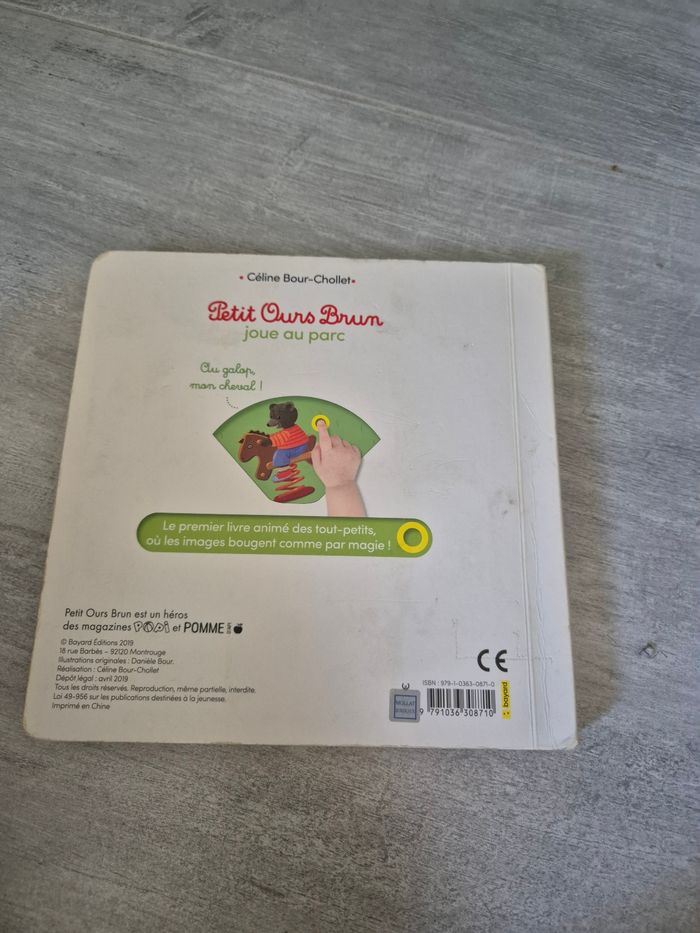 • Céline Bour-Chollet •
Petit Ours Brun
joue au parc
Au galop,
mon cheval !
Le premier livre animé des tout-petits,
où les images bougent comme par magie !
Petit Ours Brun est un héros
des magazines POPI et POMME d'api
© Bayard Éditions 2019
18 rue Barbès – 92120 Montrouge
Illustrations originales : Danièle Bour.
Réalisation : Céline Bour-Chollet
Dépôt légal : avril 2019
Tous les droits réservés. Reproduction, même partielle, interdite.
Loi 49-956 sur les publications destinées à la jeunesse.
Imprimé en Chine
CE
ISBN : 979-1-0363-0871-0
MOLLAT
9 791036 308710
bayard